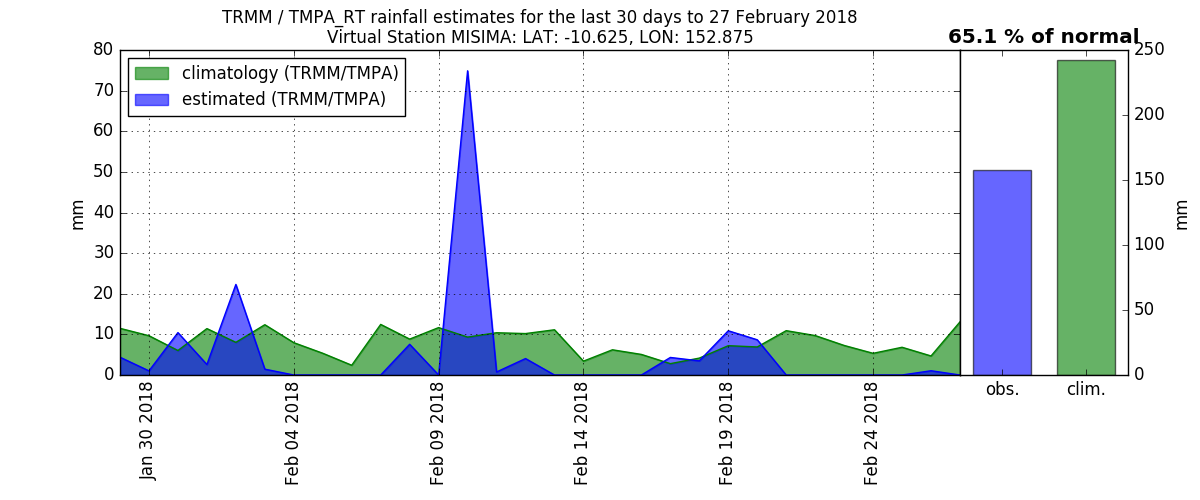 TRMM / TMPA_RT rainfall estimates for the last 30 days to 27 February 2018
Virtual Station MISIMA: LAT: -10.625, LON: 152.875
65.1 % of normal
climatology (TRMM/TMPA)
estimated (TRMM/TMPA)
mm
80
70
60
50
40
30
20
10
0
Jan 30 2018
Feb 04 2018
Feb 09 2018
Feb 14 2018
Feb 19 2018
Feb 24 2018
250
200
150
100
50
0
mm
obs.
clim.